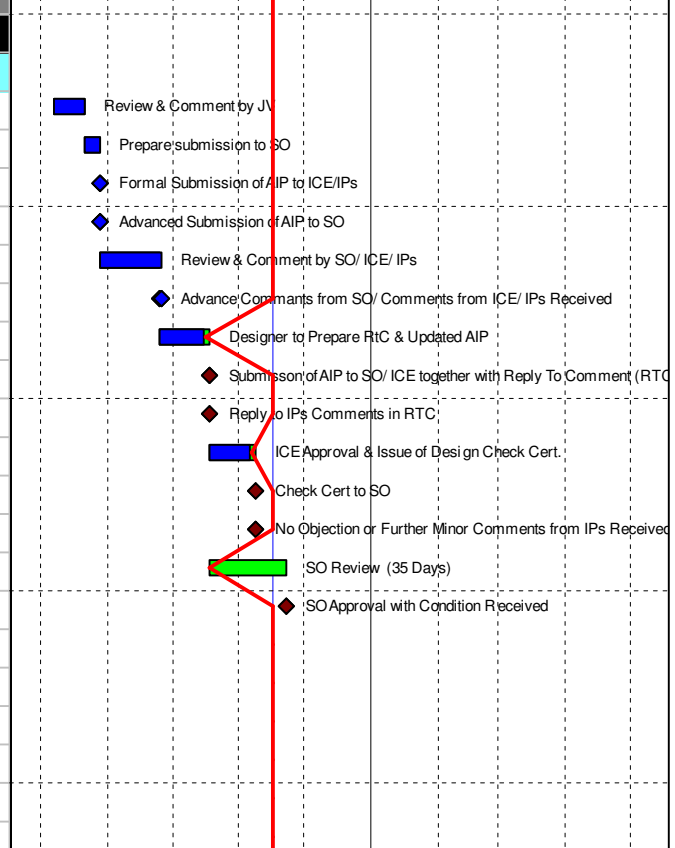 Review & Comment by JV
Prepare submission to SO
Formal Submission of AIP to ICE/IPs
Advanced Submission of AIP to SO
Review & Comment by SO/ ICE/ IPs
Advance Commants from SO/ Comments from ICE/ IPs Received
Designer to Prepare RtC & Updated AIP
Submisson of AIP to SO/ ICE together with Reply To Comment (RTC
Reply to IPs Comments in RTC
ICE Approval & Issue of Design Check Cert.
Check Cert to SO
No Objection or Further Minor Comments from IPs Received
SO Review (35 Days)
SO Approval with Condition Received